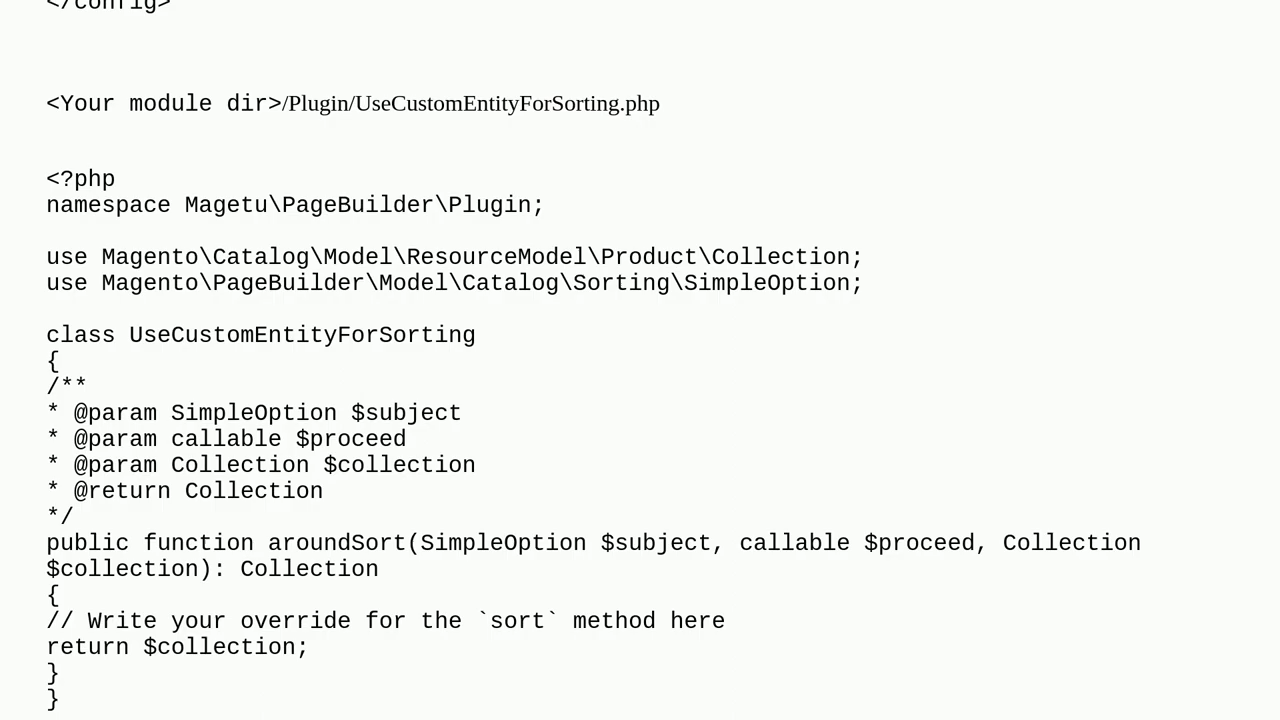 </config>
<Your module dir>/Plugin/UseCustomEntityForSorting.php
<?php
namespace Magetu\PageBuilder\Plugin;
use Magento\Catalog\Model\ResourceModel\Product\Collection;
use Magento\PageBuilder\Model\Catalog\Sorting\SimpleOption;
class UseCustomEntityForSorting
{
/**
* @param SimpleOption $subject
* @param callable $proceed
* @param Collection $collection
* @return Collection
*/
public function aroundSort(SimpleOption $subject, callable $proceed, Collection
$collection): Collection
{
// Write your override for the `sort` method here
return $collection;
}
}